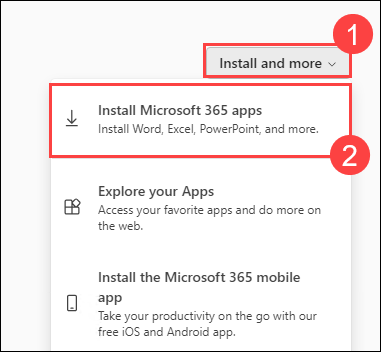 1
Install and more
Install Microsoft 365 apps
Install Word, Excel, PowerPoint, and more.
2
Explore your Apps
Access your favorite apps and do more on
the web.
Install the Microsoft 365 mobile
app
Take your productivity on the go with our
free iOS and Android app.